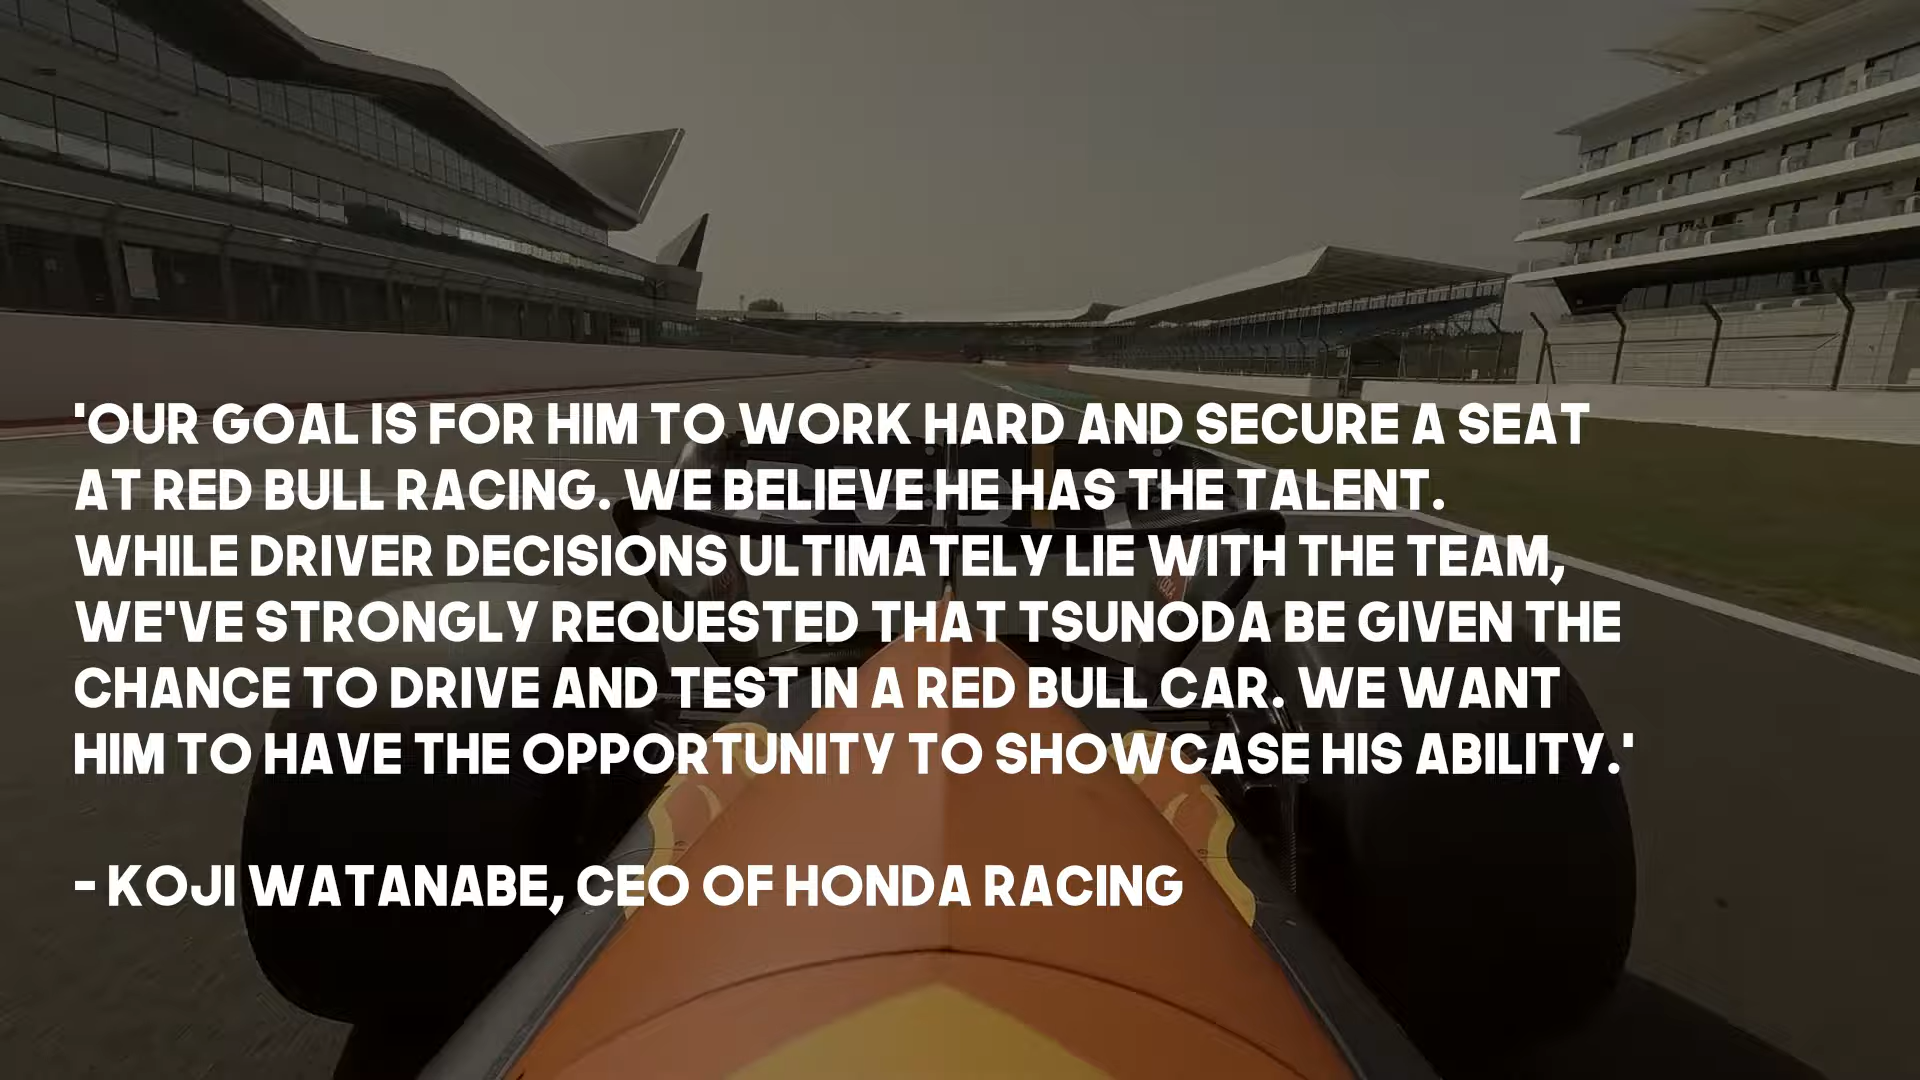 'OUR GOAL IS FOR HIM TO WORK HARD AND SECURE A SEAT
AT RED BULL RACING. WE BELIEVE HE HAS THE TALENT.
WHILE DRIVER DECISIONS ULTIMATELY LIE WITH THE TEAM,
WE'VE STRONGLY REQUESTED THAT TSUNODA BE GIVEN THE
CHANCE TO DRIVE AND TEST IN A RED BULL CAR. WE WANT
HIM TO HAVE THE OPPORTUNITY TO SHOWCASE HIS ABILITY.'
- KOJI WATANABE, CEO OF HONDA RACING